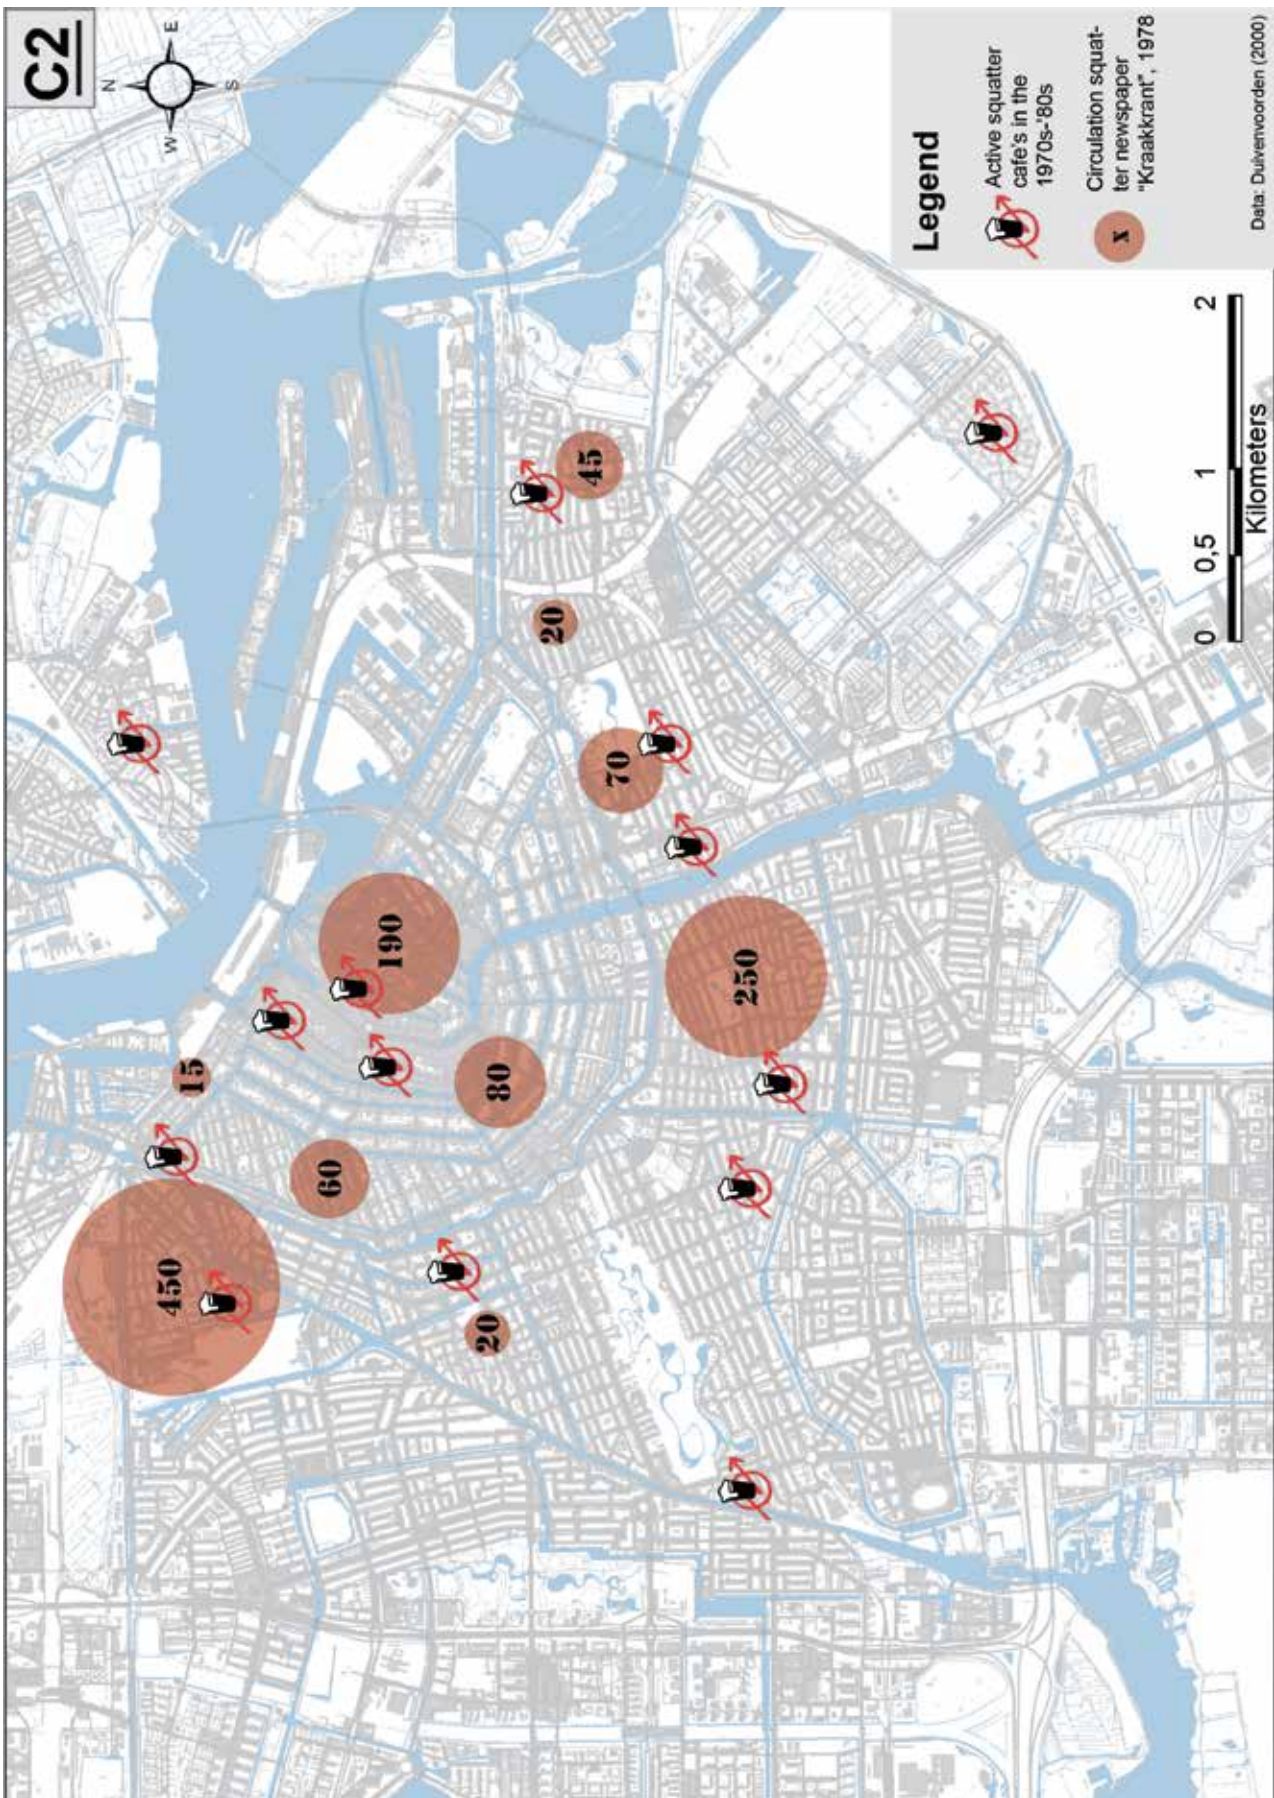 C2
N
E
S
W
450
15
60
190
80
20
250
70
20
45
Legend
Active squatter
cafe's in the
1970s-'80s
x
Circulation squat-
ter newspaper
"Kraakkrant", 1978
0
0,5
1
2
Kilometers
Data: Duivenvoorden (2000)